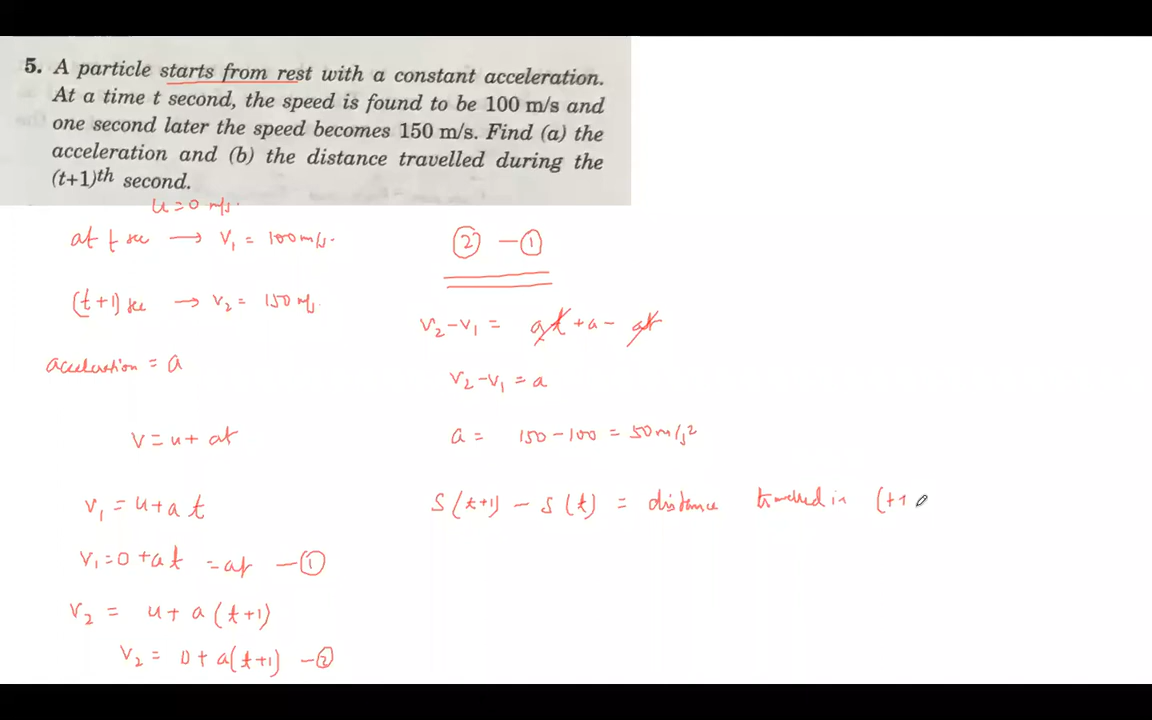 5. A particle starts from rest with a constant acceleration.
At a time t second, the speed is found to be 100 m/s and
one second later the speed becomes 150 m/s. Find (a) the
acceleration and (b) the distance travelled during the
(t+1)th second.
u = 0 m/s.
at t sec → v₁ = 100 m/s.
(t+1) sec → v₂ = 150 m/s.
acceleration = a
v = u + at
v₁ = u + a t
v₁ = 0 + at = at — ①
v₂ = u + a (t+1)
v₂ = 0 + a(t+1) — ②
② — ①
v₂ - v₁ = at + a - at
v₂ - v₁ = a
a = 150 - 100 = 50 m/s²
S(t+1) - S(t) = distance travelled in (t+1